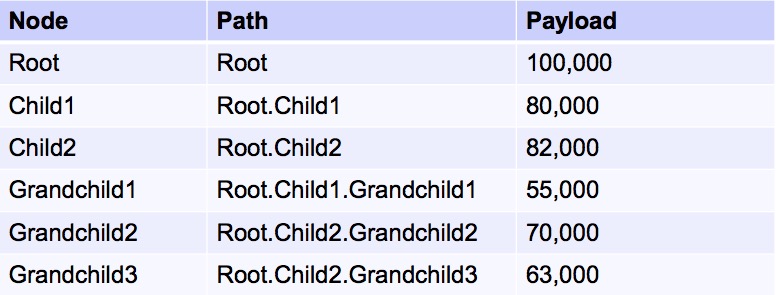 Node Path Payload
Root Root 100,000
Child1 Root.Child1 80,000
Child2 Root.Child2 82,000
Grandchild1 Root.Child1.Grandchild1 55,000
Grandchild2 Root.Child2.Grandchild2 70,000
Grandchild3 Root.Child2.Grandchild3 63,000